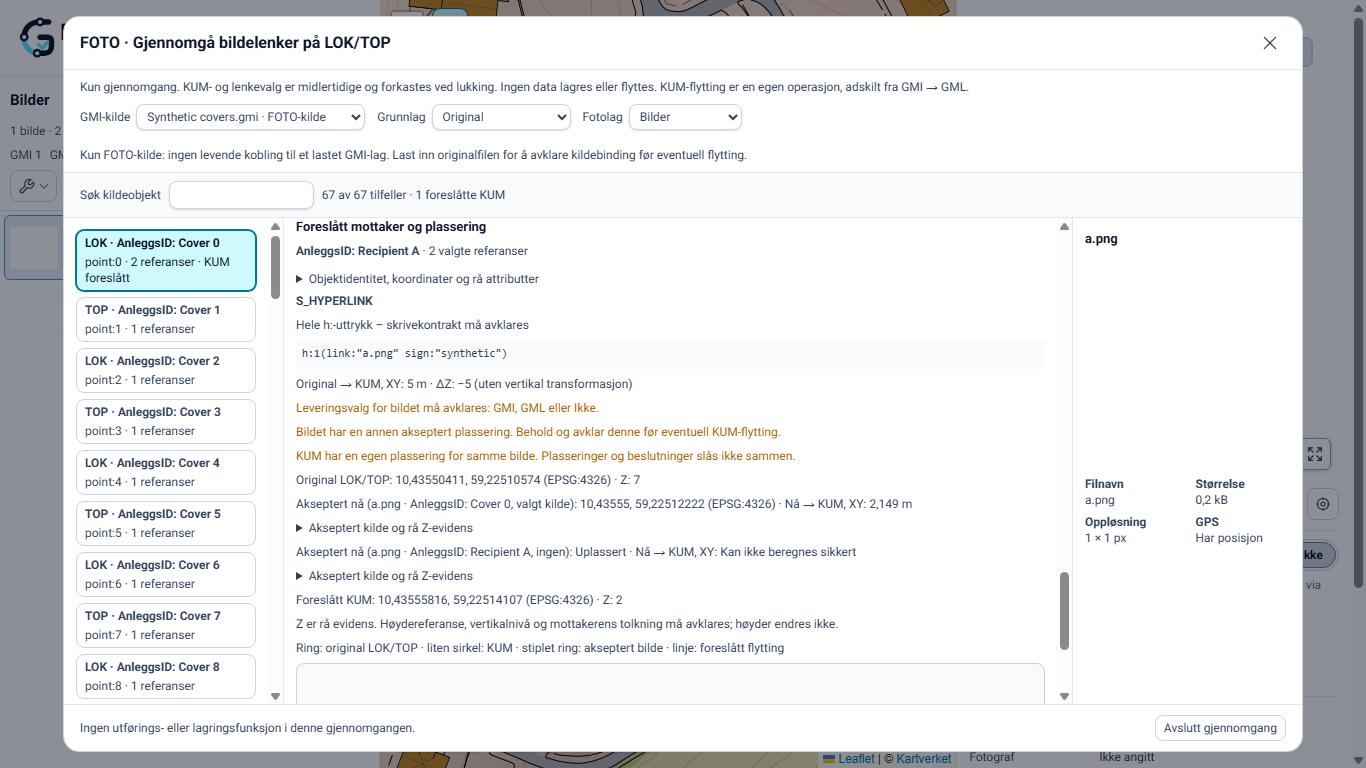 FOTO · Gjennomgå bildelenker på LOK/TOP
Kun gjennomgang. KUM- og lenkevalg er midlertidige og forkastes ved lukking. Ingen data lagres eller flyttes. KUM-flytting er en egen operasjon, adskilt fra GMI → GML.
GMI-kilde Synthetic covers.gmi · FOTO-kilde Grunnlag Original Fotolag Bilder
Kun FOTO-kilde: ingen levende kobling til et lastet GMI-lag. Last inn originalfilen for å avklare kildebinding før eventuell flytting.
Søk kildeobjekt 67 av 67 tilfeller · 1 foreslåtte KUM
Bilder
1 bilde · 2
GMI 1 GM
LOK · AnleggsID: Cover 0
point:0 · 2 referanser · KUM
foreslått
TOP · AnleggsID: Cover 1
point:1 · 1 referanser
LOK · AnleggsID: Cover 2
point:2 · 1 referanser
TOP · AnleggsID: Cover 3
point:3 · 1 referanser
LOK · AnleggsID: Cover 4
point:4 · 1 referanser
TOP · AnleggsID: Cover 5
point:5 · 1 referanser
LOK · AnleggsID: Cover 6
point:6 · 1 referanser
TOP · AnleggsID: Cover 7
point:7 · 1 referanser
LOK · AnleggsID: Cover 8
point:8 · 1 referanser
Foreslått mottaker og plassering
AnleggsID: Recipient A · 2 valgte referanser
Objektidentitet, koordinater og rå attributter
S_HYPERLINK
Hele h:-uttrykk – skrivekontrakt må avklares
h:1(link:"a.png" sign:"synthetic")
Original → KUM, XY: 5 m · ΔZ: −5 (uten vertikal transformasjon)
Leveringsvalg for bildet må avklares: GMI, GML eller Ikke.
Bildet har en annen akseptert plassering. Behold og avklar denne før eventuell KUM-flytting.
KUM har en egen plassering for samme bilde. Plasseringer og beslutninger slås ikke sammen.
Original LOK/TOP: 10,43550411, 59,22510574 (EPSG:4326) · Z: 7
Akseptert nå (a.png · AnleggsID: Cover 0, valgt kilde): 10,43555, 59,22512222 (EPSG:4326) · Nå → KUM, XY: 2,149 m
Akseptert kilde og rå Z-evidens
Akseptert nå (a.png · AnleggsID: Recipient A, ingen): Uplassert · Nå → KUM, XY: Kan ikke beregnes sikkert
Akseptert kilde og rå Z-evidens
Foreslått KUM: 10,43555816, 59,22514107 (EPSG:4326) · Z: 2
Z er rå evidens. Høydereferanse, vertikalnivå og mottakerens tolkning må avklares; høyder endres ikke.
Ring: original LOK/TOP · liten sirkel: KUM · stiplet ring: akseptert bilde · linje: foreslått flytting
a.png
Filnavn Størrelse
a.png 0,2 kB
Oppløsning GPS
1 × 1 px Har posisjon
kke
via
Ingen utførings- eller lagringsfunksjon i denne gjennomgangen.
Avslutt gjennomgang
Leaflet | © Kartverket
Fotograf Ikke angitt